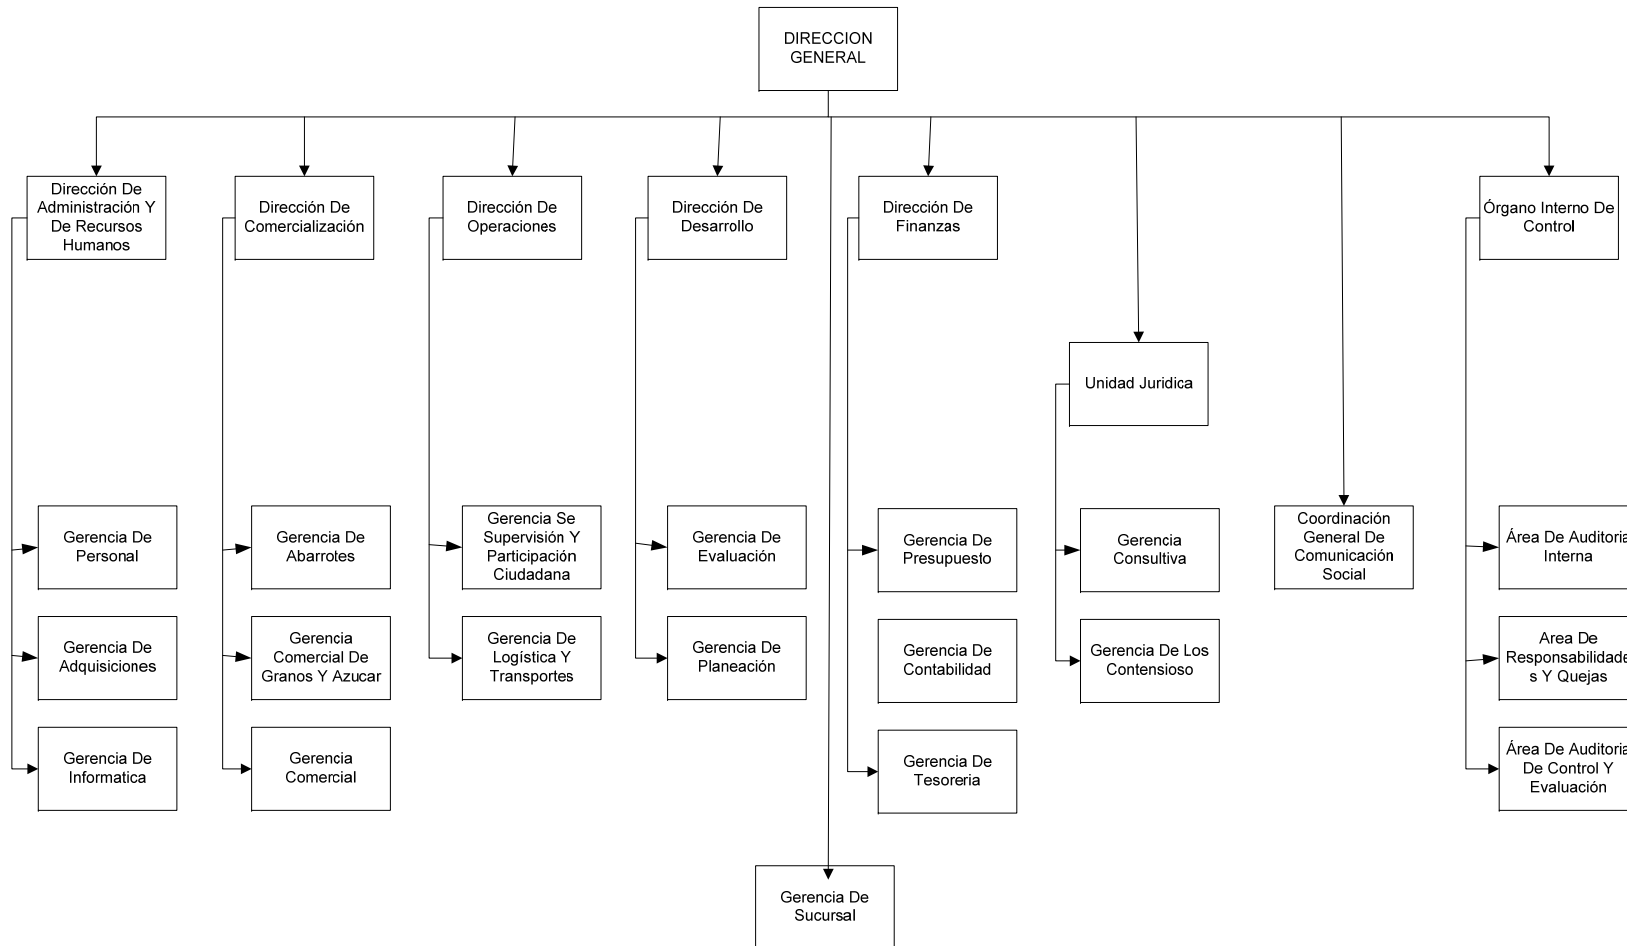 DIRECCION
GENERAL
Dirección De
Administración Y
De Recursos
Humanos
Dirección De
Comercialización
Dirección De
Operaciones
Dirección De
Desarrollo
Dirección De
Finanzas
Órgano Interno De
Control
Unidad Juridica
Gerencia De
Personal
Gerencia De
Abarrotes
Gerencia Se
Supervisión Y
Participación
Ciudadana
Gerencia De
Evaluación
Gerencia De
Presupuesto
Gerencia
Consultiva
Coordinación
General De
Comunicación
Social
Área De Auditoria
Interna
Gerencia De
Adquisiciones
Gerencia
Comercial De
Granos Y Azucar
Gerencia De
Logística Y
Transportes
Gerencia De
Planeación
Gerencia De
Contabilidad
Gerencia De Los
Contensioso
Area De
Responsabilidade
s Y Quejas
Gerencia De
Informatica
Gerencia
Comercial
Gerencia De
Tesoreria
Área De Auditoria
De Control Y
Evaluación
Gerencia De
Sucursal